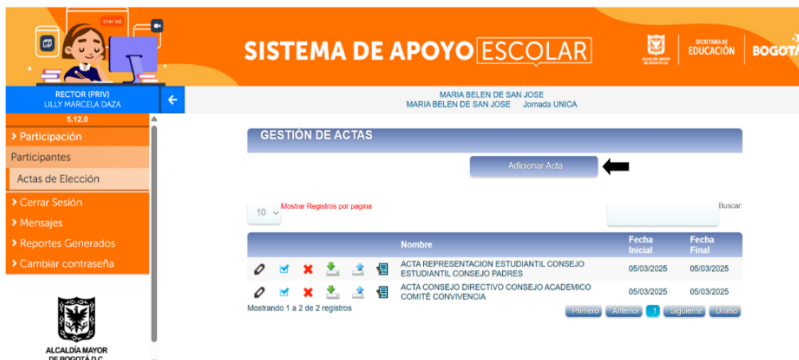 SISTEMA DE APOYO ESCOLAR
ALCALDÍA MAYOR
DE BOGOTÁ D.C.
SECRETARÍA DE
EDUCACIÓN
BOGOTÁ
RECTOR (PRIV)
LILLY MARCELA DAZA
MARIA BELEN DE SAN JOSE
MARIA BELEN DE SAN JOSE Jornada UNICA
5.12.0
Participación
Participantes
Actas de Elección
Cerrar Sesión
Mensajes
Reportes Generados
Cambiar contraseña
ALCALDÍA MAYOR
DE BOGOTÁ D.C.
GESTIÓN DE ACTAS
Adicionar Acta
10 Mostrar Registros por pagina
Buscar:
Nombre
Fecha Inicial
Fecha Final
ACTA REPRESENTACION ESTUDIANTIL CONSEJO
ESTUDIANTIL CONSEJO PADRES
05/03/2025 05/03/2025
ACTA CONSEJO DIRECTIVO CONSEJO ACADEMICO
COMITÉ CONVIVENCIA
05/03/2025 05/03/2025
Mostrando 1 a 2 de 2 registros
Primero Anterior 1 Siguiente Último